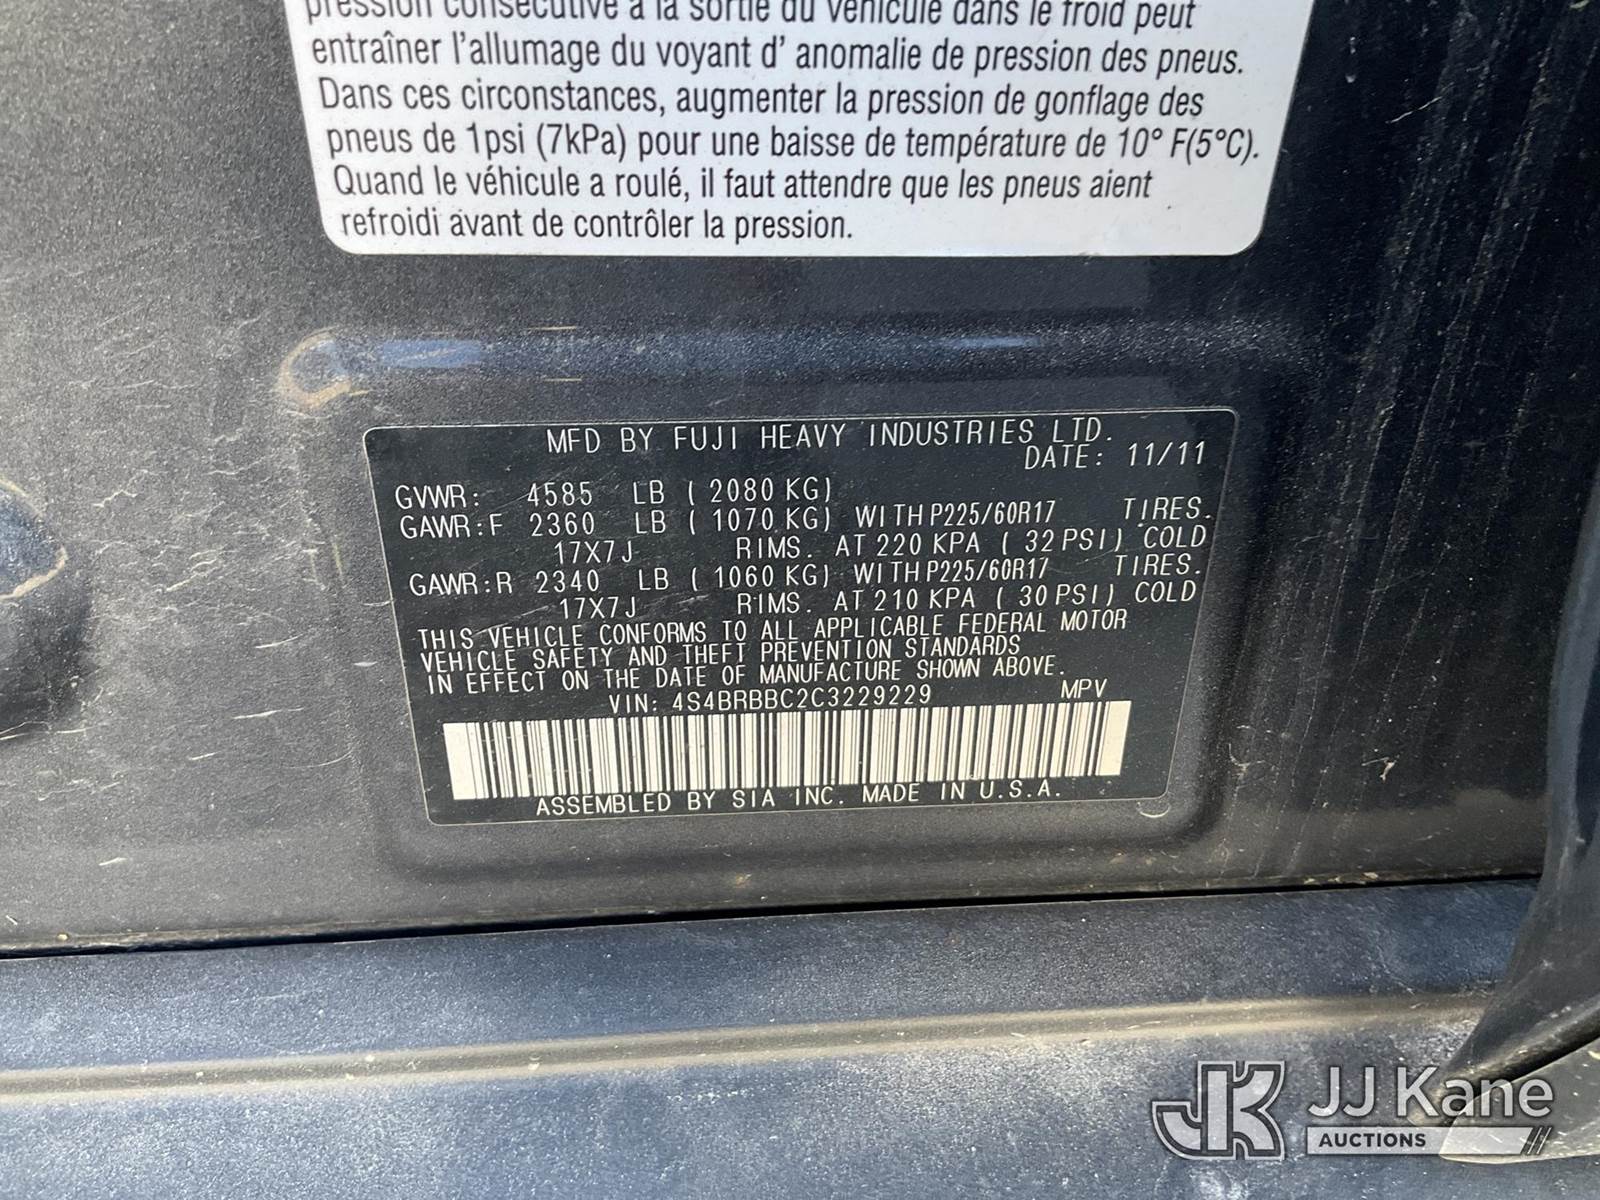 pression consécutive à la sortie du véhicule dans le froid peut
entraîner l'allumage du voyant d' anomalie de pression des pneus.
Dans ces circonstances, augmenter la pression de gonflage des
pneus de 1psi (7kPa) pour une baisse de température de 10° F(5°C).
Quand le véhicule a roulé, il faut attendre que les pneus aient
refroidi avant de contrôler la pression.
MFD BY FUJI HEAVY INDUSTRIES LTD.
DATE: 11/11
GVWR: 4585 LB ( 2080 KG)
GAWR:F 2360 LB ( 1070 KG) WITH P225/60R17 TIRES.
17X7J RIMS. AT 220 KPA ( 32 PSI) COLD
GAWR:R 2340 LB ( 1060 KG) WITH P225/60R17 TIRES.
17X7J RIMS. AT 210 KPA ( 30 PSI) COLD
THIS VEHICLE CONFORMS TO ALL APPLICABLE FEDERAL MOTOR
VEHICLE SAFETY AND THEFT PREVENTION STANDARDS
IN EFFECT ON THE DATE OF MANUFACTURE SHOWN ABOVE.
VIN: 4S4BRBBC2C3229229 MPV
ASSEMBLED BY SIA INC. MADE IN U.S.A.
JK JJ Kane
AUCTIONS